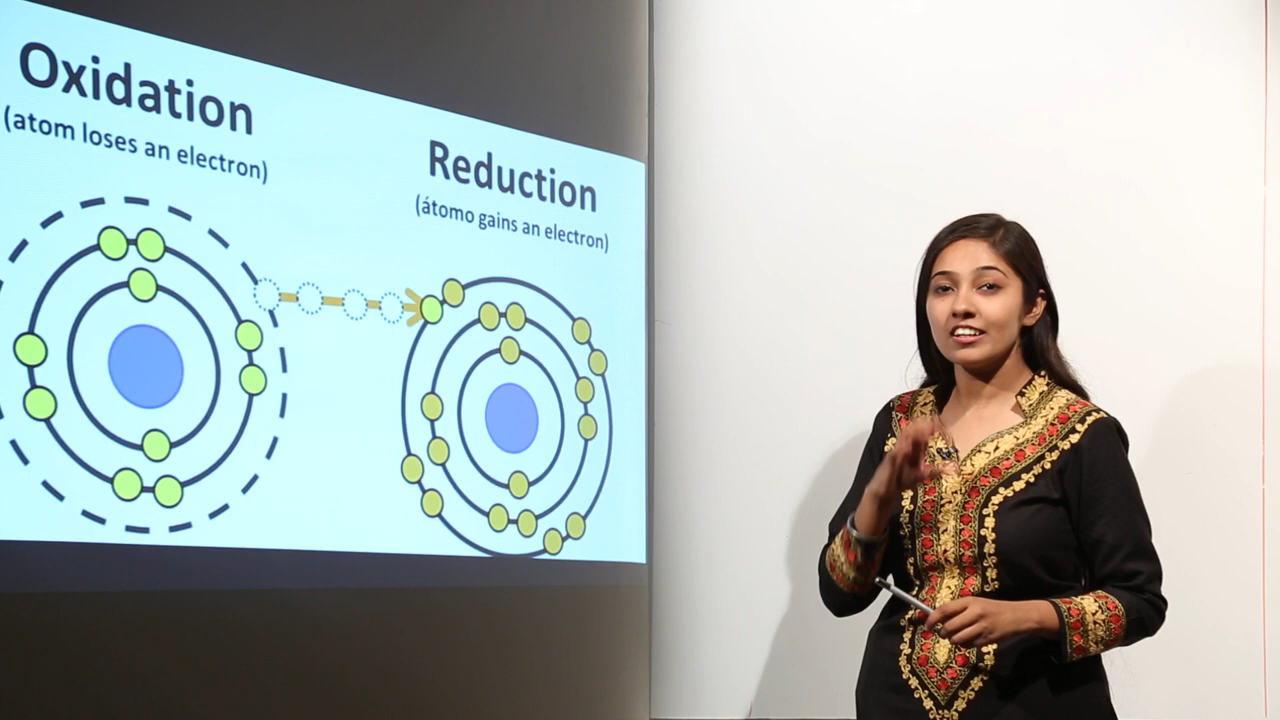 Oxidation
(atom loses an electron)
Reduction
(átomo gains an electron)